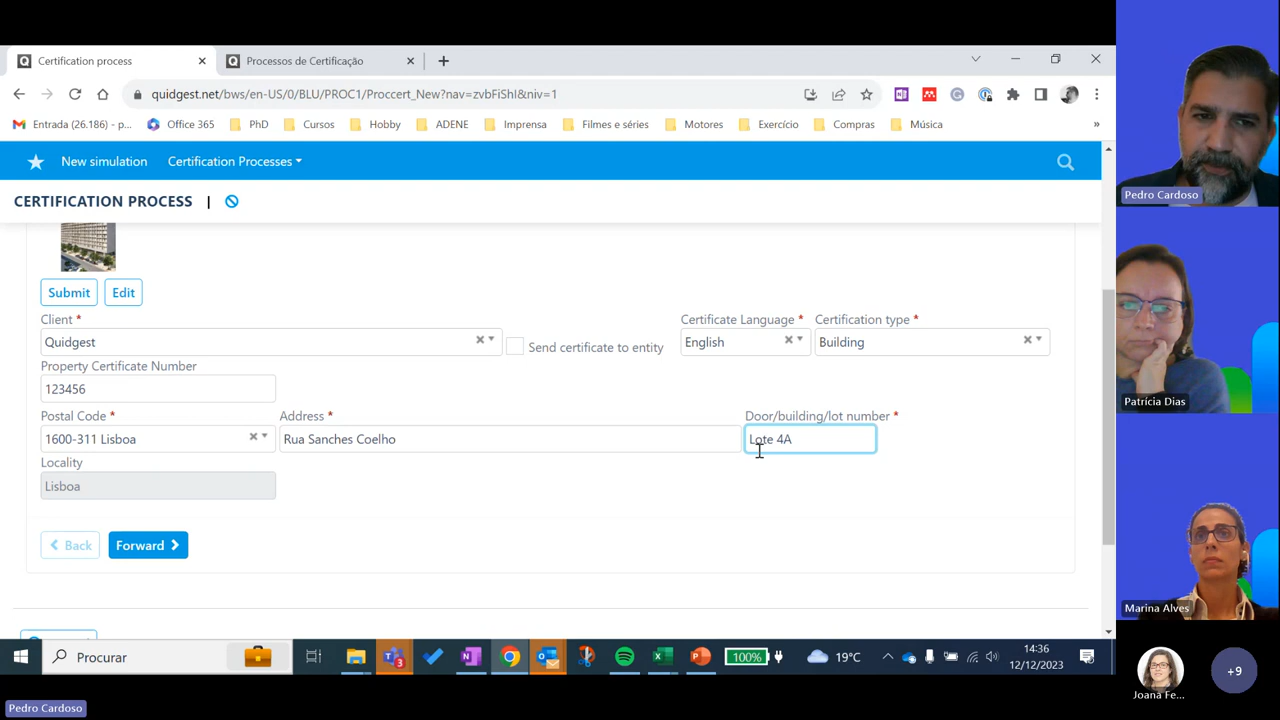 Certification process
Processos de Certificação
quidgest.net/bws/en-US/0/BLU/PROC1/Proccert_New?nav=zvbFiShI&niv=1
Entrada (26.186) - p...
Office 365
PhD
Cursos
Hobby
ADENE
Imprensa
Filmes e séries
Motores
Exercício
Compras
Música
»
New simulation
Certification Processes
CERTIFICATION PROCESS |
Submit
Edit
Client *
Quidgest
Send certificate to entity
Certificate Language *
English
Certification type *
Building
Property Certificate Number
123456
Postal Code *
1600-311 Lisboa
Address *
Rua Sanches Coelho
Door/building/lot number *
Lote 4A
Locality
Lisboa
Back
Forward
Procurar
3
100%
19°C
14:36
12/12/2023
Pedro Cardoso
Pedro Cardoso
Patrícia Dias
Marina Alves
Joana Fe...
+9